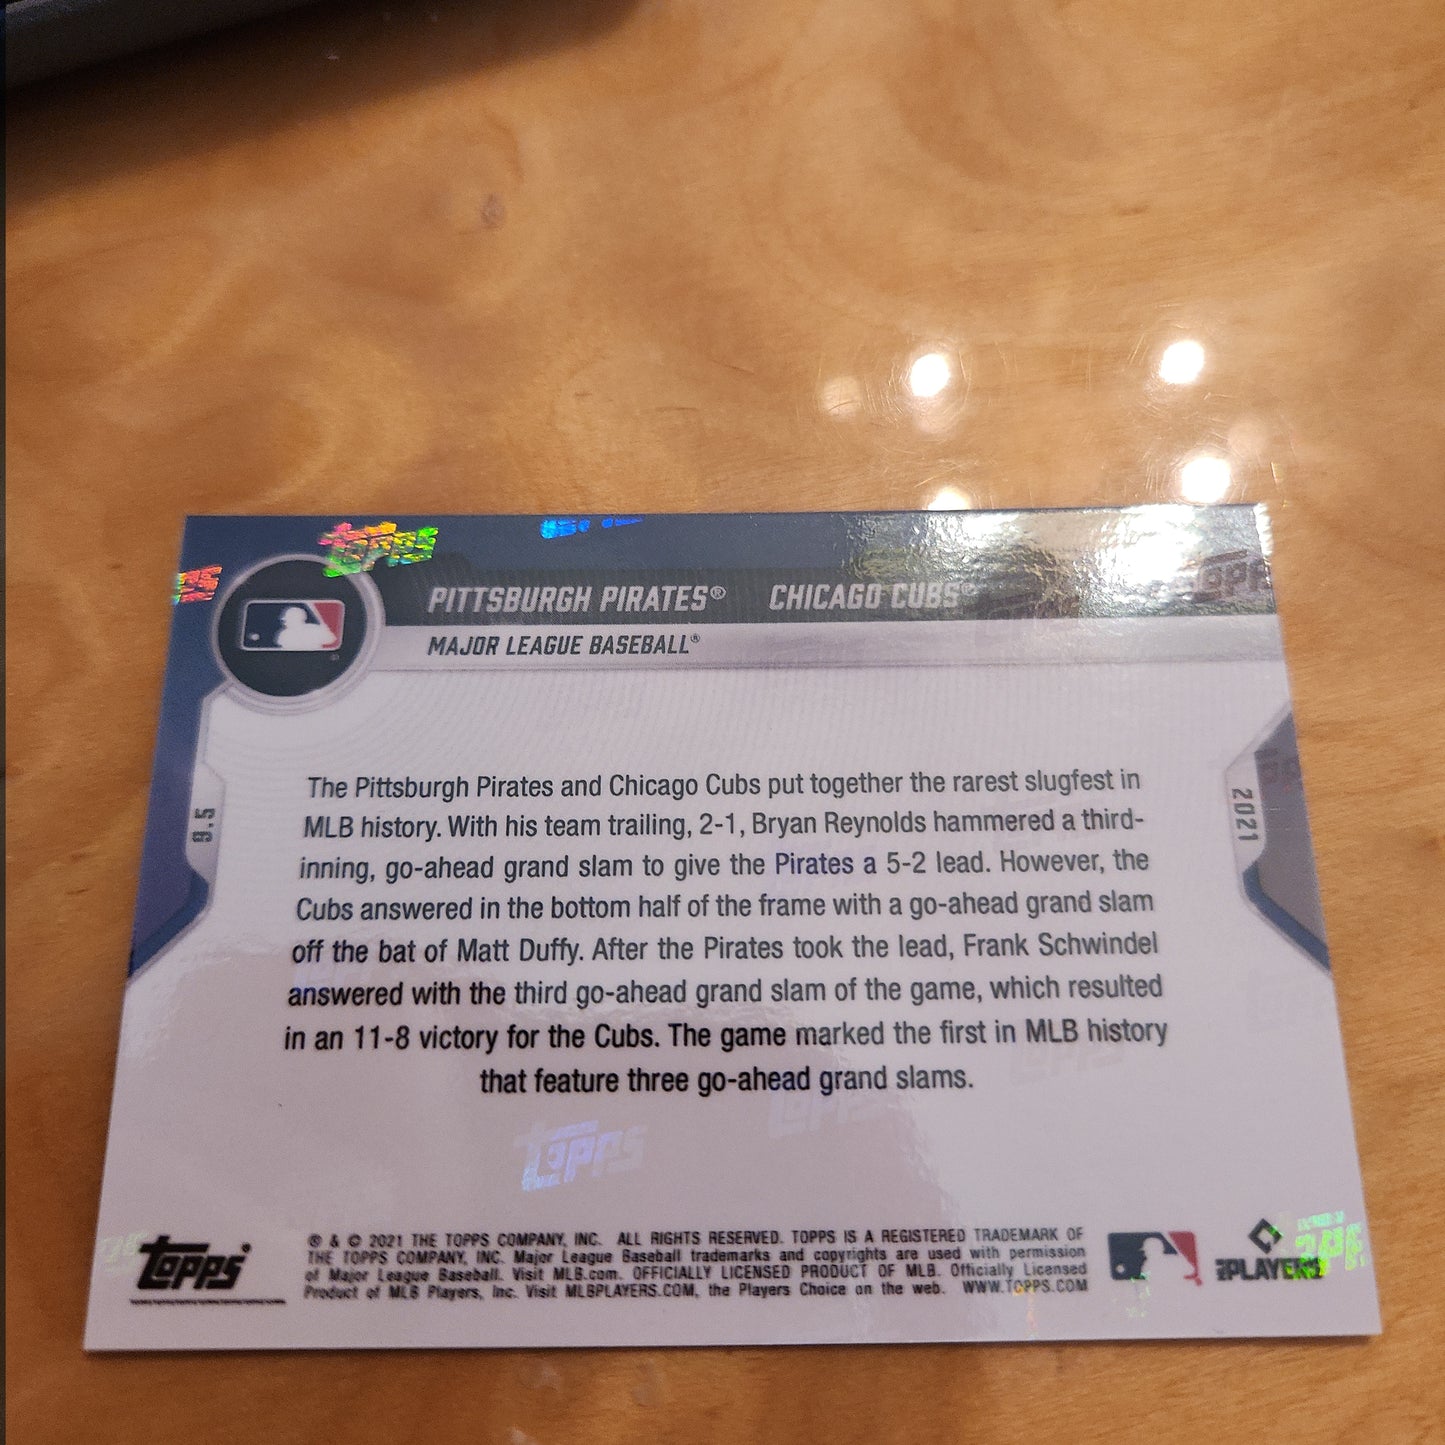 TOPPS
PITTSBURGH PIRATES® CHICAGO CUBS®
MAJOR LEAGUE BASEBALL®
9.5
2021
The Pittsburgh Pirates and Chicago Cubs put together the rarest slugfest in
MLB history. With his team trailing, 2-1, Bryan Reynolds hammered a third-
inning, go-ahead grand slam to give the Pirates a 5-2 lead. However, the
Cubs answered in the bottom half of the frame with a go-ahead grand slam
off the bat of Matt Duffy. After the Pirates took the lead, Frank Schwindel
answered with the third go-ahead grand slam of the game, which resulted
in an 11-8 victory for the Cubs. The game marked the first in MLB history
that feature three go-ahead grand slams.
TOPPS
topps
® & © 2021 THE TOPPS COMPANY, INC. ALL RIGHTS RESERVED. TOPPS IS A REGISTERED TRADEMARK OF
THE TOPPS COMPANY, INC. Major League Baseball trademarks and copyrights are used with permission
of Major League Baseball. Visit MLB.com. OFFICIALLY LICENSED PRODUCT OF MLB. Officially Licensed
Product of MLB Players, Inc. Visit MLBPLAYERS.COM, the Players Choice on the web. WWW.TOPPS.COM
PLAYERS